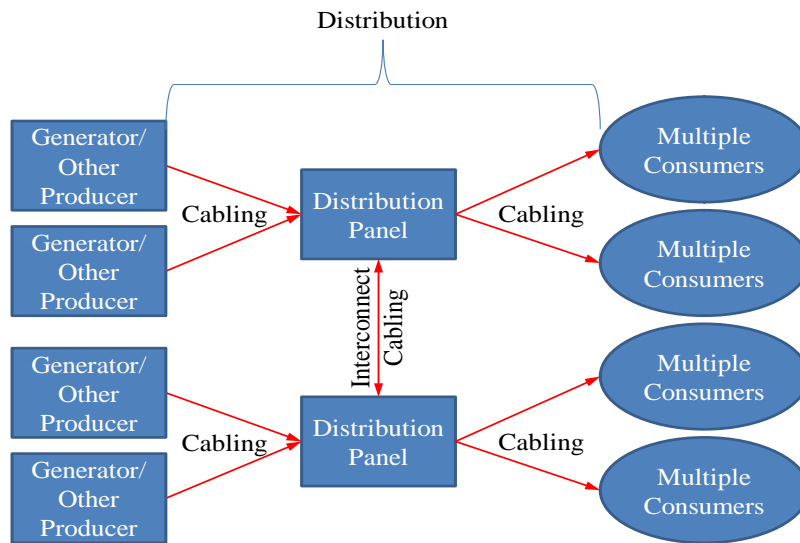 Distribution
Generator/
Other
Producer
Cabling
Generator/
Other
Producer
Distribution
Panel
Cabling
Multiple
Consumers
Multiple
Consumers
Interconnect
Cabling
Generator/
Other
Producer
Cabling
Generator/
Other
Producer
Distribution
Panel
Cabling
Multiple
Consumers
Multiple
Consumers